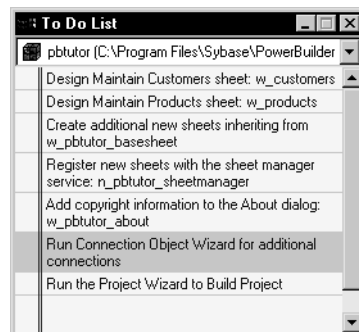 To Do List
pbtutor (C:\Program Files\Sybase\PowerBuilder
Design Maintain Customers sheet: w_customers
Design Maintain Products sheet: w_products
Create additional new sheets inheriting from
w_pbtutor_basesheet
Register new sheets with the sheet manager
service: n_pbtutor_sheetmanager
Add copyright information to the About dialog:
w_pbtutor_about
Run Connection Object Wizard for additional
connections
Run the Project Wizard to Build Project